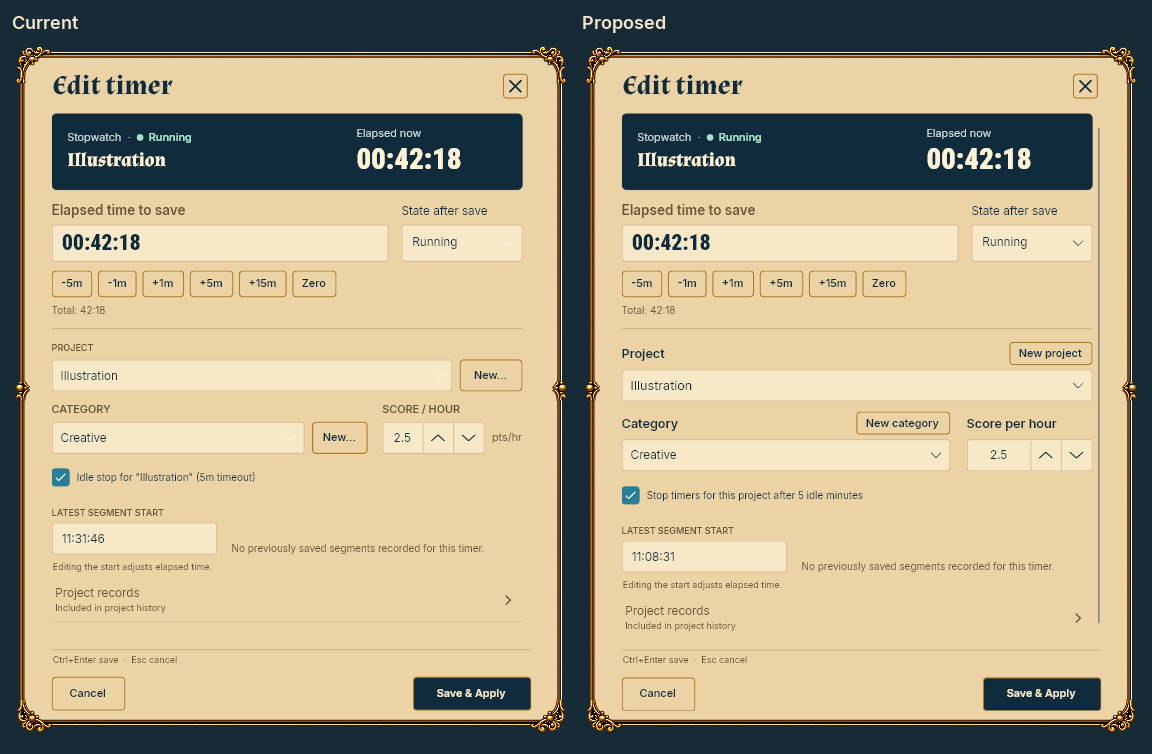 Current
Edit timer
Stopwatch · ● Running
Illustration
Elapsed now
00:42:18
Elapsed time to save
State after save
00:42:18
Running
-5m
-1m
+1m
+5m
+15m
Zero
Total: 42:18
PROJECT
Illustration
New...
CATEGORY
SCORE / HOUR
Creative
New...
2.5
pts/hr
Idle stop for "Illustration" (5m timeout)
LATEST SEGMENT START
11:31:46
No previously saved segments recorded for this timer.
Editing the start adjusts elapsed time.
Project records
Included in project history
Ctrl+Enter save · Esc cancel
Cancel
Save & Apply
Proposed
Edit timer
Stopwatch · ● Running
Illustration
Elapsed now
00:42:18
Elapsed time to save
State after save
00:42:18
Running
-5m
-1m
+1m
+5m
+15m
Zero
Total: 42:18
Project
New project
Illustration
Category
New category
Score per hour
Creative
2.5
Stop timers for this project after 5 idle minutes
LATEST SEGMENT START
11:08:31
No previously saved segments recorded for this timer.
Editing the start adjusts elapsed time.
Project records
Included in project history
Ctrl+Enter save · Esc cancel
Cancel
Save & Apply